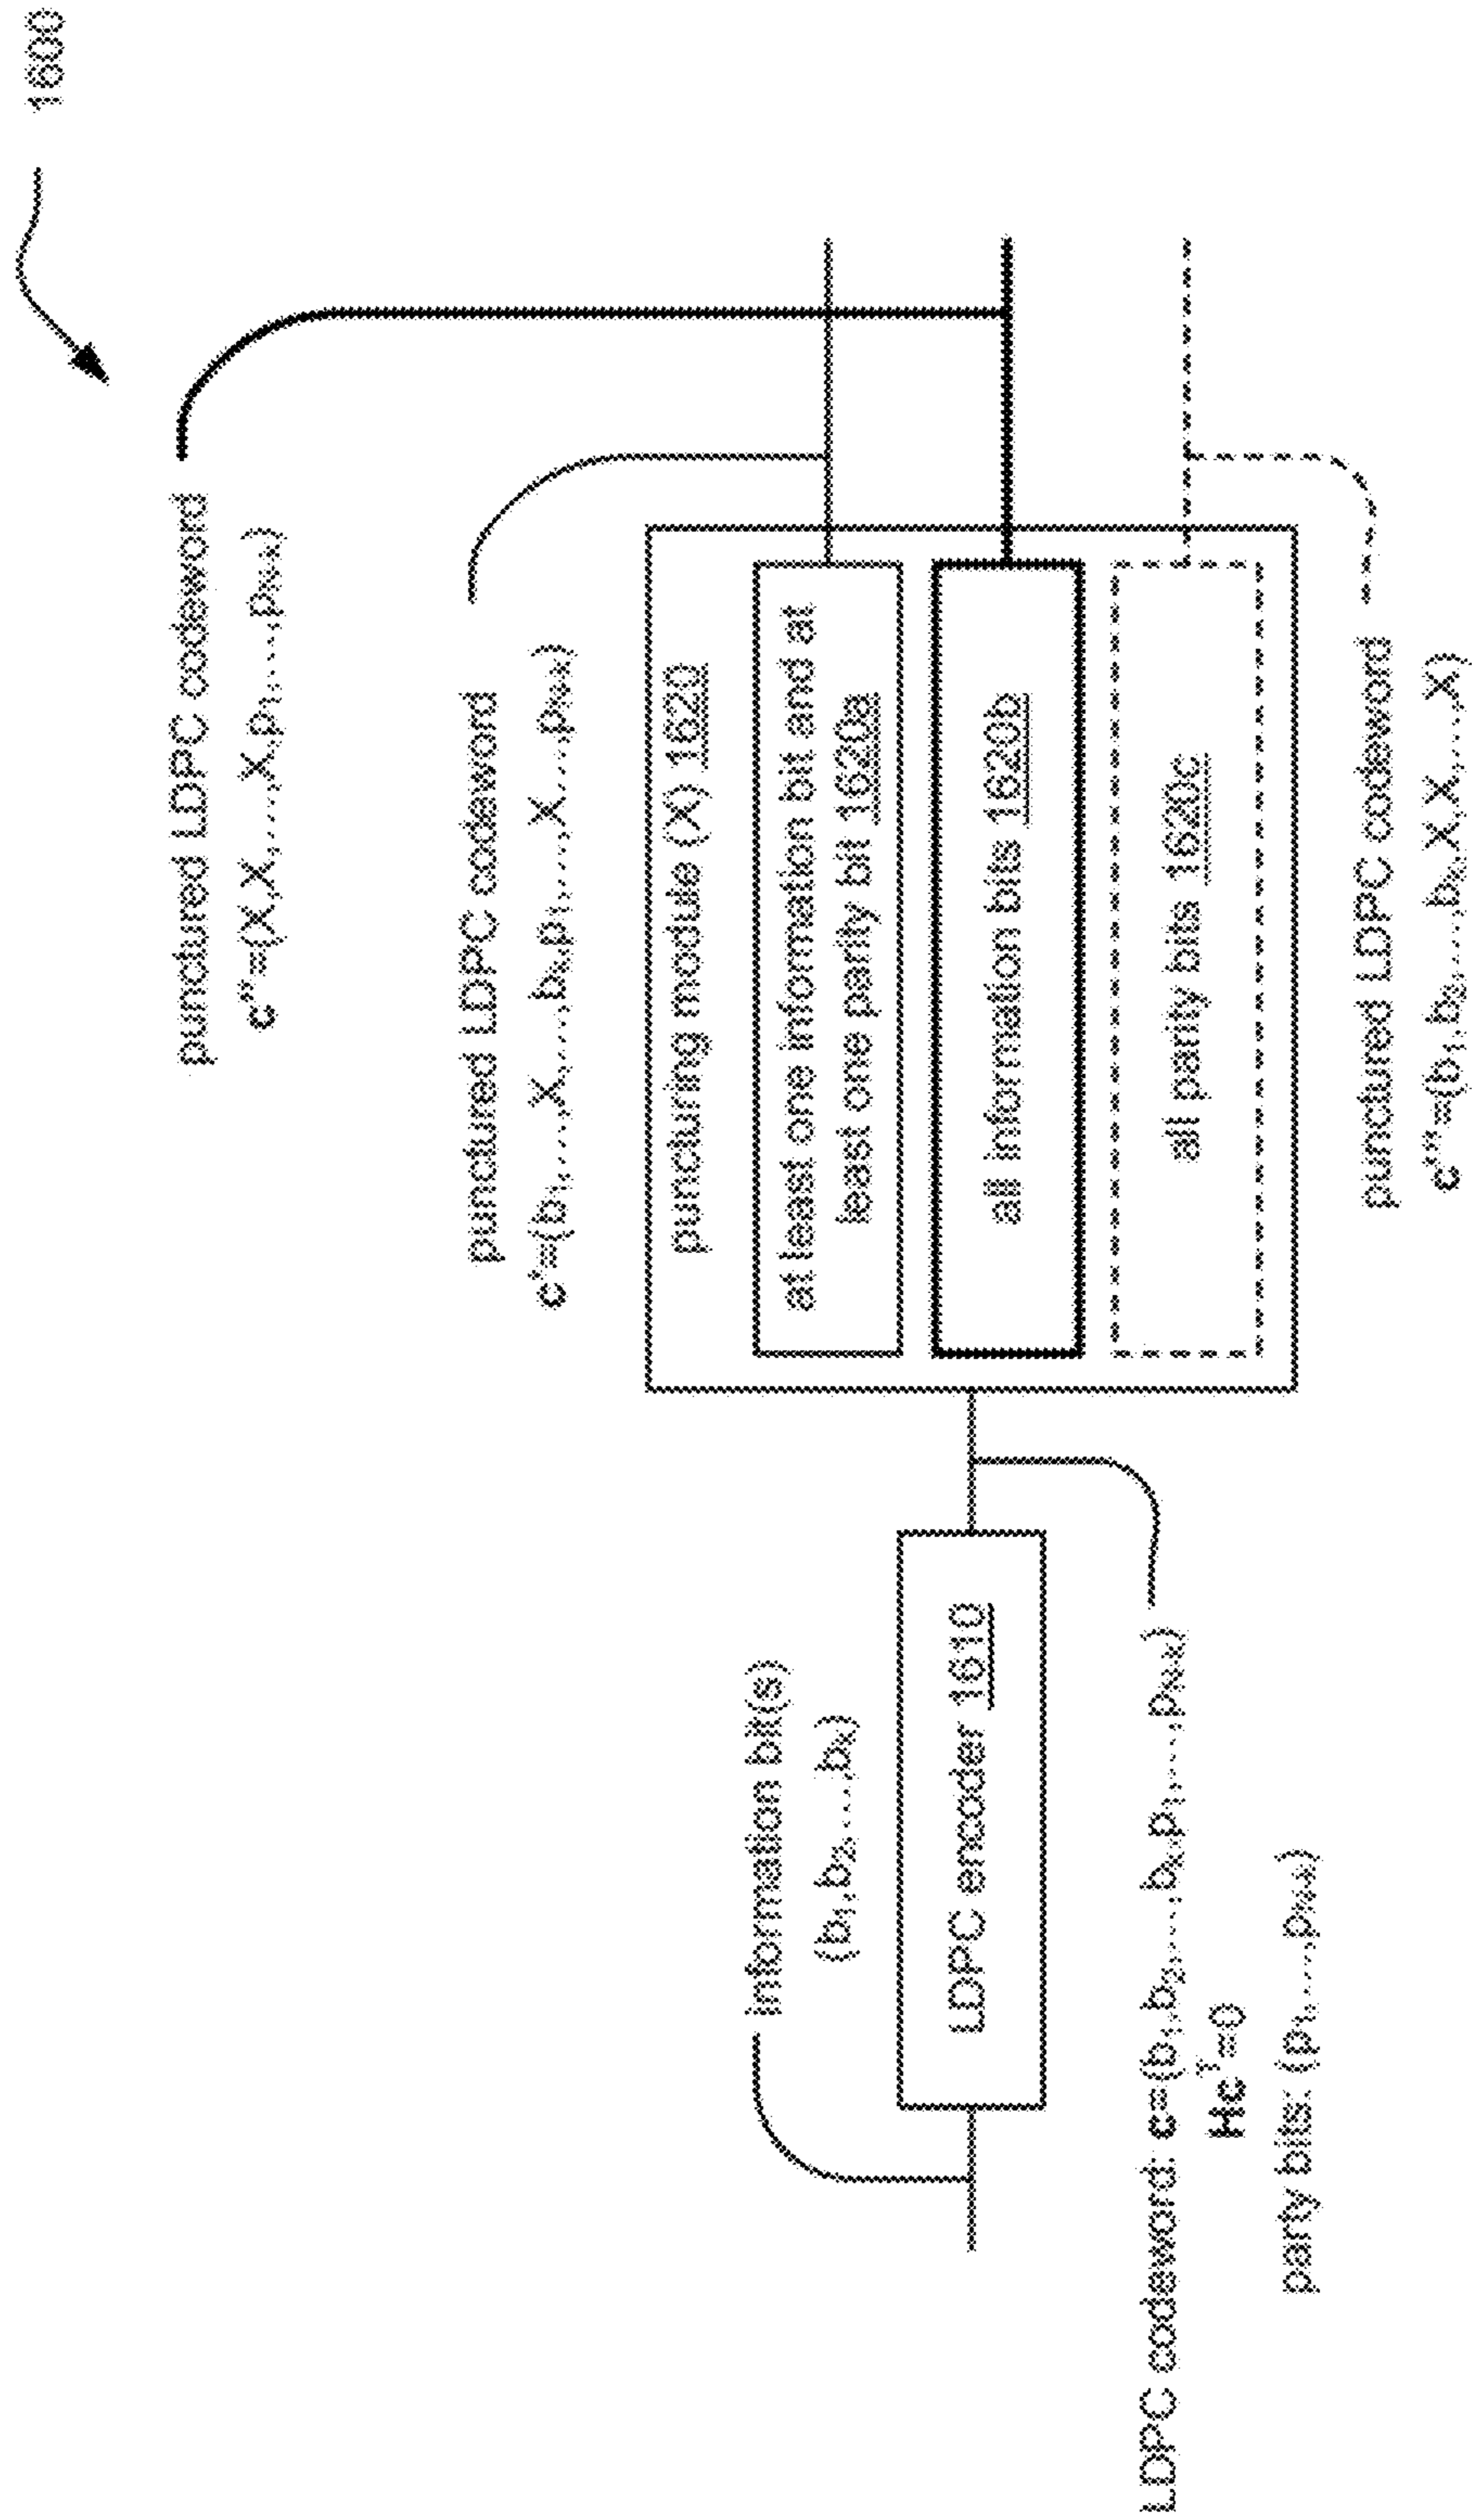 1600
punctured LDPC codeword
c''=(X,X,...,X,p₁,...,pₙ₋ₖ)
punctured LDPC codeword
c'=(b₁,...X,...bₖ,p₁,...X...,pₙ₋ₖ)
puncturing module (X) 1620
at least one information bit and at
least one parity bit 1620a
all information bits 1620b
all parity bits 1620c
punctured LDPC codeword
c'''=(b₁,b₂,...,bₖ,X,X,...,X)
information bit(s)
(b₁,b₂,...,bₖ)
LDPC encoder 1610
LDPC codeword: c=(b₁,b₂,...,bₖ,p₁,...,pₙ₋ₖ)
Hcᵀ=0
party bits: (p₁,...,pₙ₋ₖ)